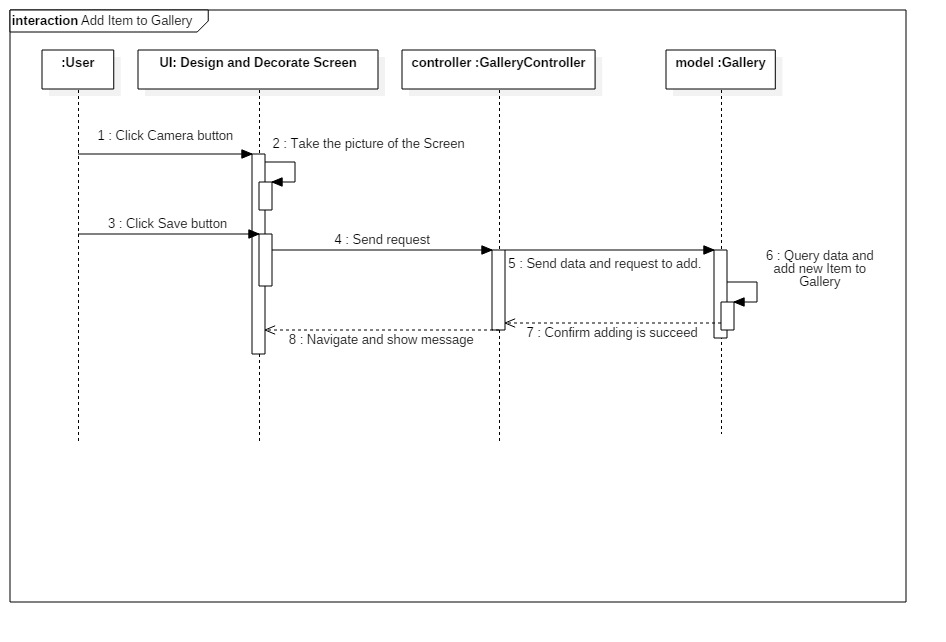 interaction Add Item to Gallery
:User
UI: Design and Decorate Screen
controller :GalleryController
model :Gallery
1 : Click Camera button
2 : Take the picture of the Screen
3 : Click Save button
4 : Send request
5 : Send data and request to add.
6 : Query data and
add new Item to
Gallery
7 : Confirm adding is succeed
8 : Navigate and show message